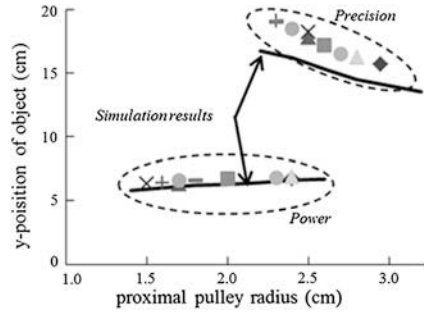 20
Precision
15
Simulation results
10
5
Power
0
1.0 1.5 2.0 2.5 3.0
y-poisition of object (cm)
proximal pulley radius (cm)